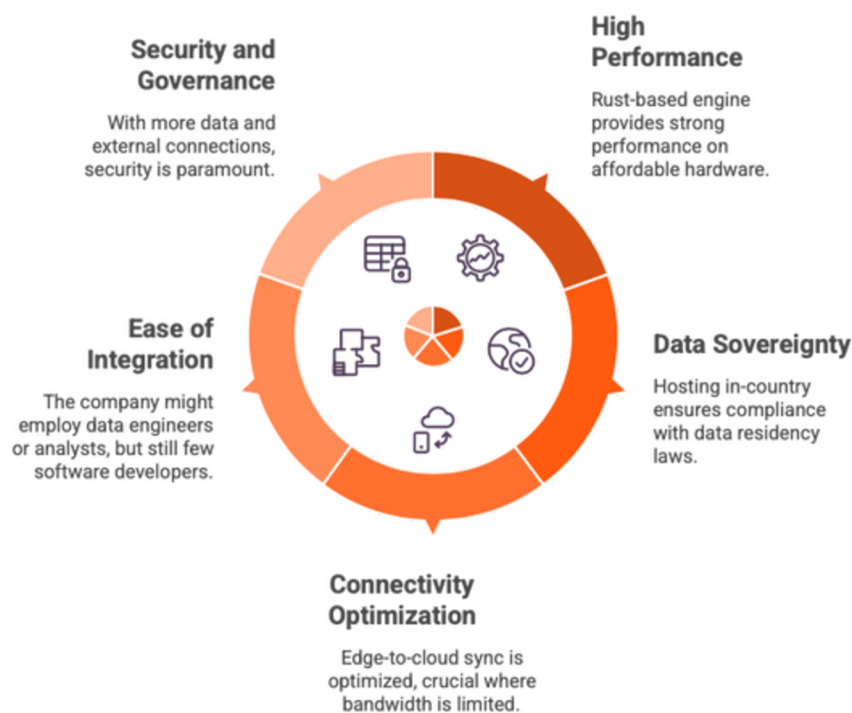 Security and
Governance
With more data and
external connections,
security is paramount.
High
Performance
Rust-based engine
provides strong
performance on
affordable hardware.
Ease of
Integration
The company might
employ data engineers
or analysts, but still few
software developers.
Data Sovereignty
Hosting in-country
ensures compliance
with data residency
laws.
Connectivity
Optimization
Edge-to-cloud sync is
optimized, crucial where
bandwidth is limited.